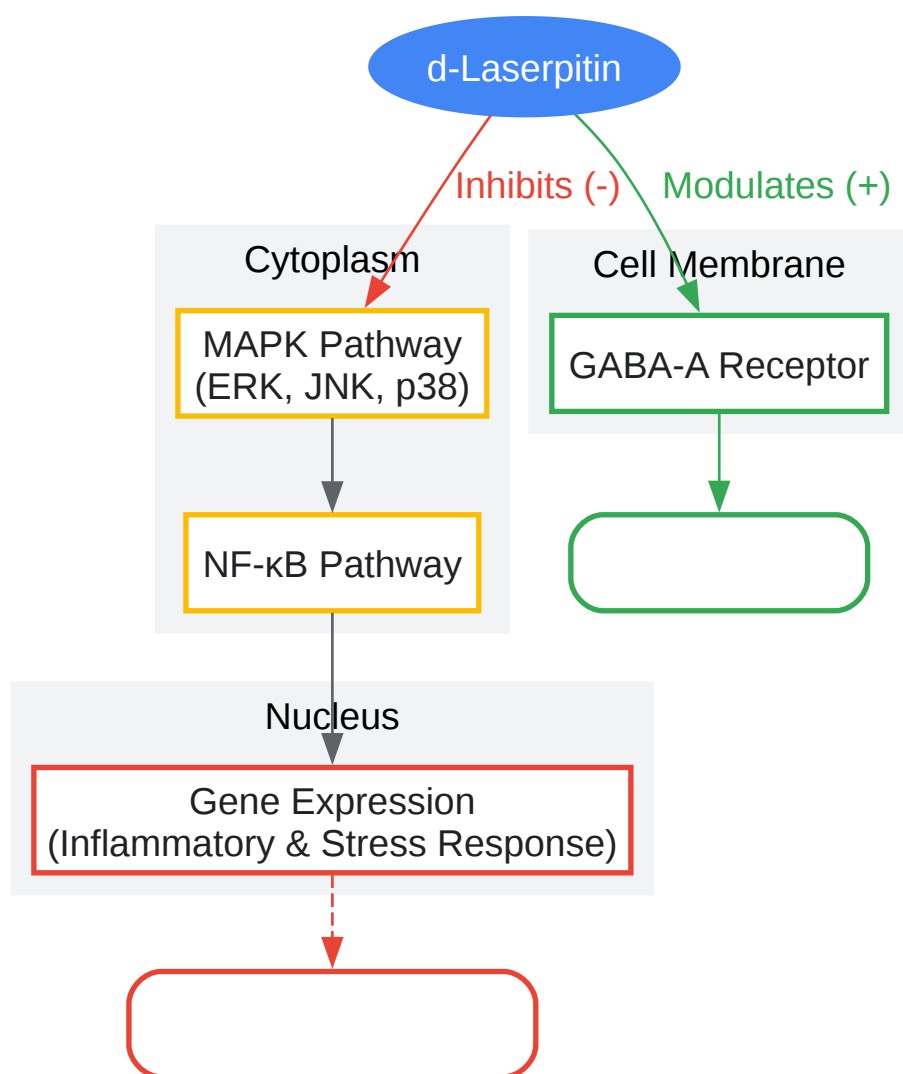 d-Laserpitin
Inhibits (-)
Modulates (+)
Cytoplasm
Cell Membrane
MAPK Pathway
(ERK, JNK, p38)
GABA-A Receptor
NF-κB Pathway
Nucleus
Gene Expression
(Inflammatory & Stress Response)